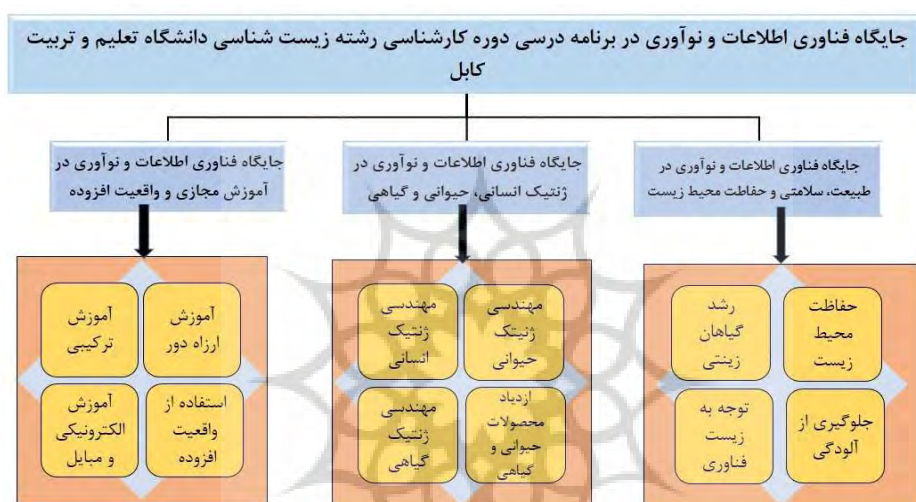 جایگاه فناوری اطلاعات و نوآوری در برنامه درسی دوره کارشناسی رشته زیست شناسی دانشگاه تعلیم و تربیت
کابل
جایگاه فناوری اطلاعات و نوآوری در
طبیعت، سلامتی و حفاظت محیط زیست
جایگاه فناوری اطلاعات و نوآوری در
ژنتیک انسانی، حیوانی و گیاهی
جایگاه فناوری اطلاعات و نوآوری در
آموزش مجازی و واقعیت افزوده
حفاظت
محیط
زیست
رشد
گیاهان
زینتی
جلوگیری از
آلودگی
توجه به
زیست
فناوری
مهندسی
ژنیتک
حیوانی
مهندسی
ژنتیک
انسانی
ازدیاد
محصولات
حیوانی و
گیاهی
مهندسی
ژنتیک
گیاهی
آموزش
ارزاه دور
آموزش
ترکیبی
استفاده از
واقعیت
افزوده
آموزش
الکترونیکی
و مبایل